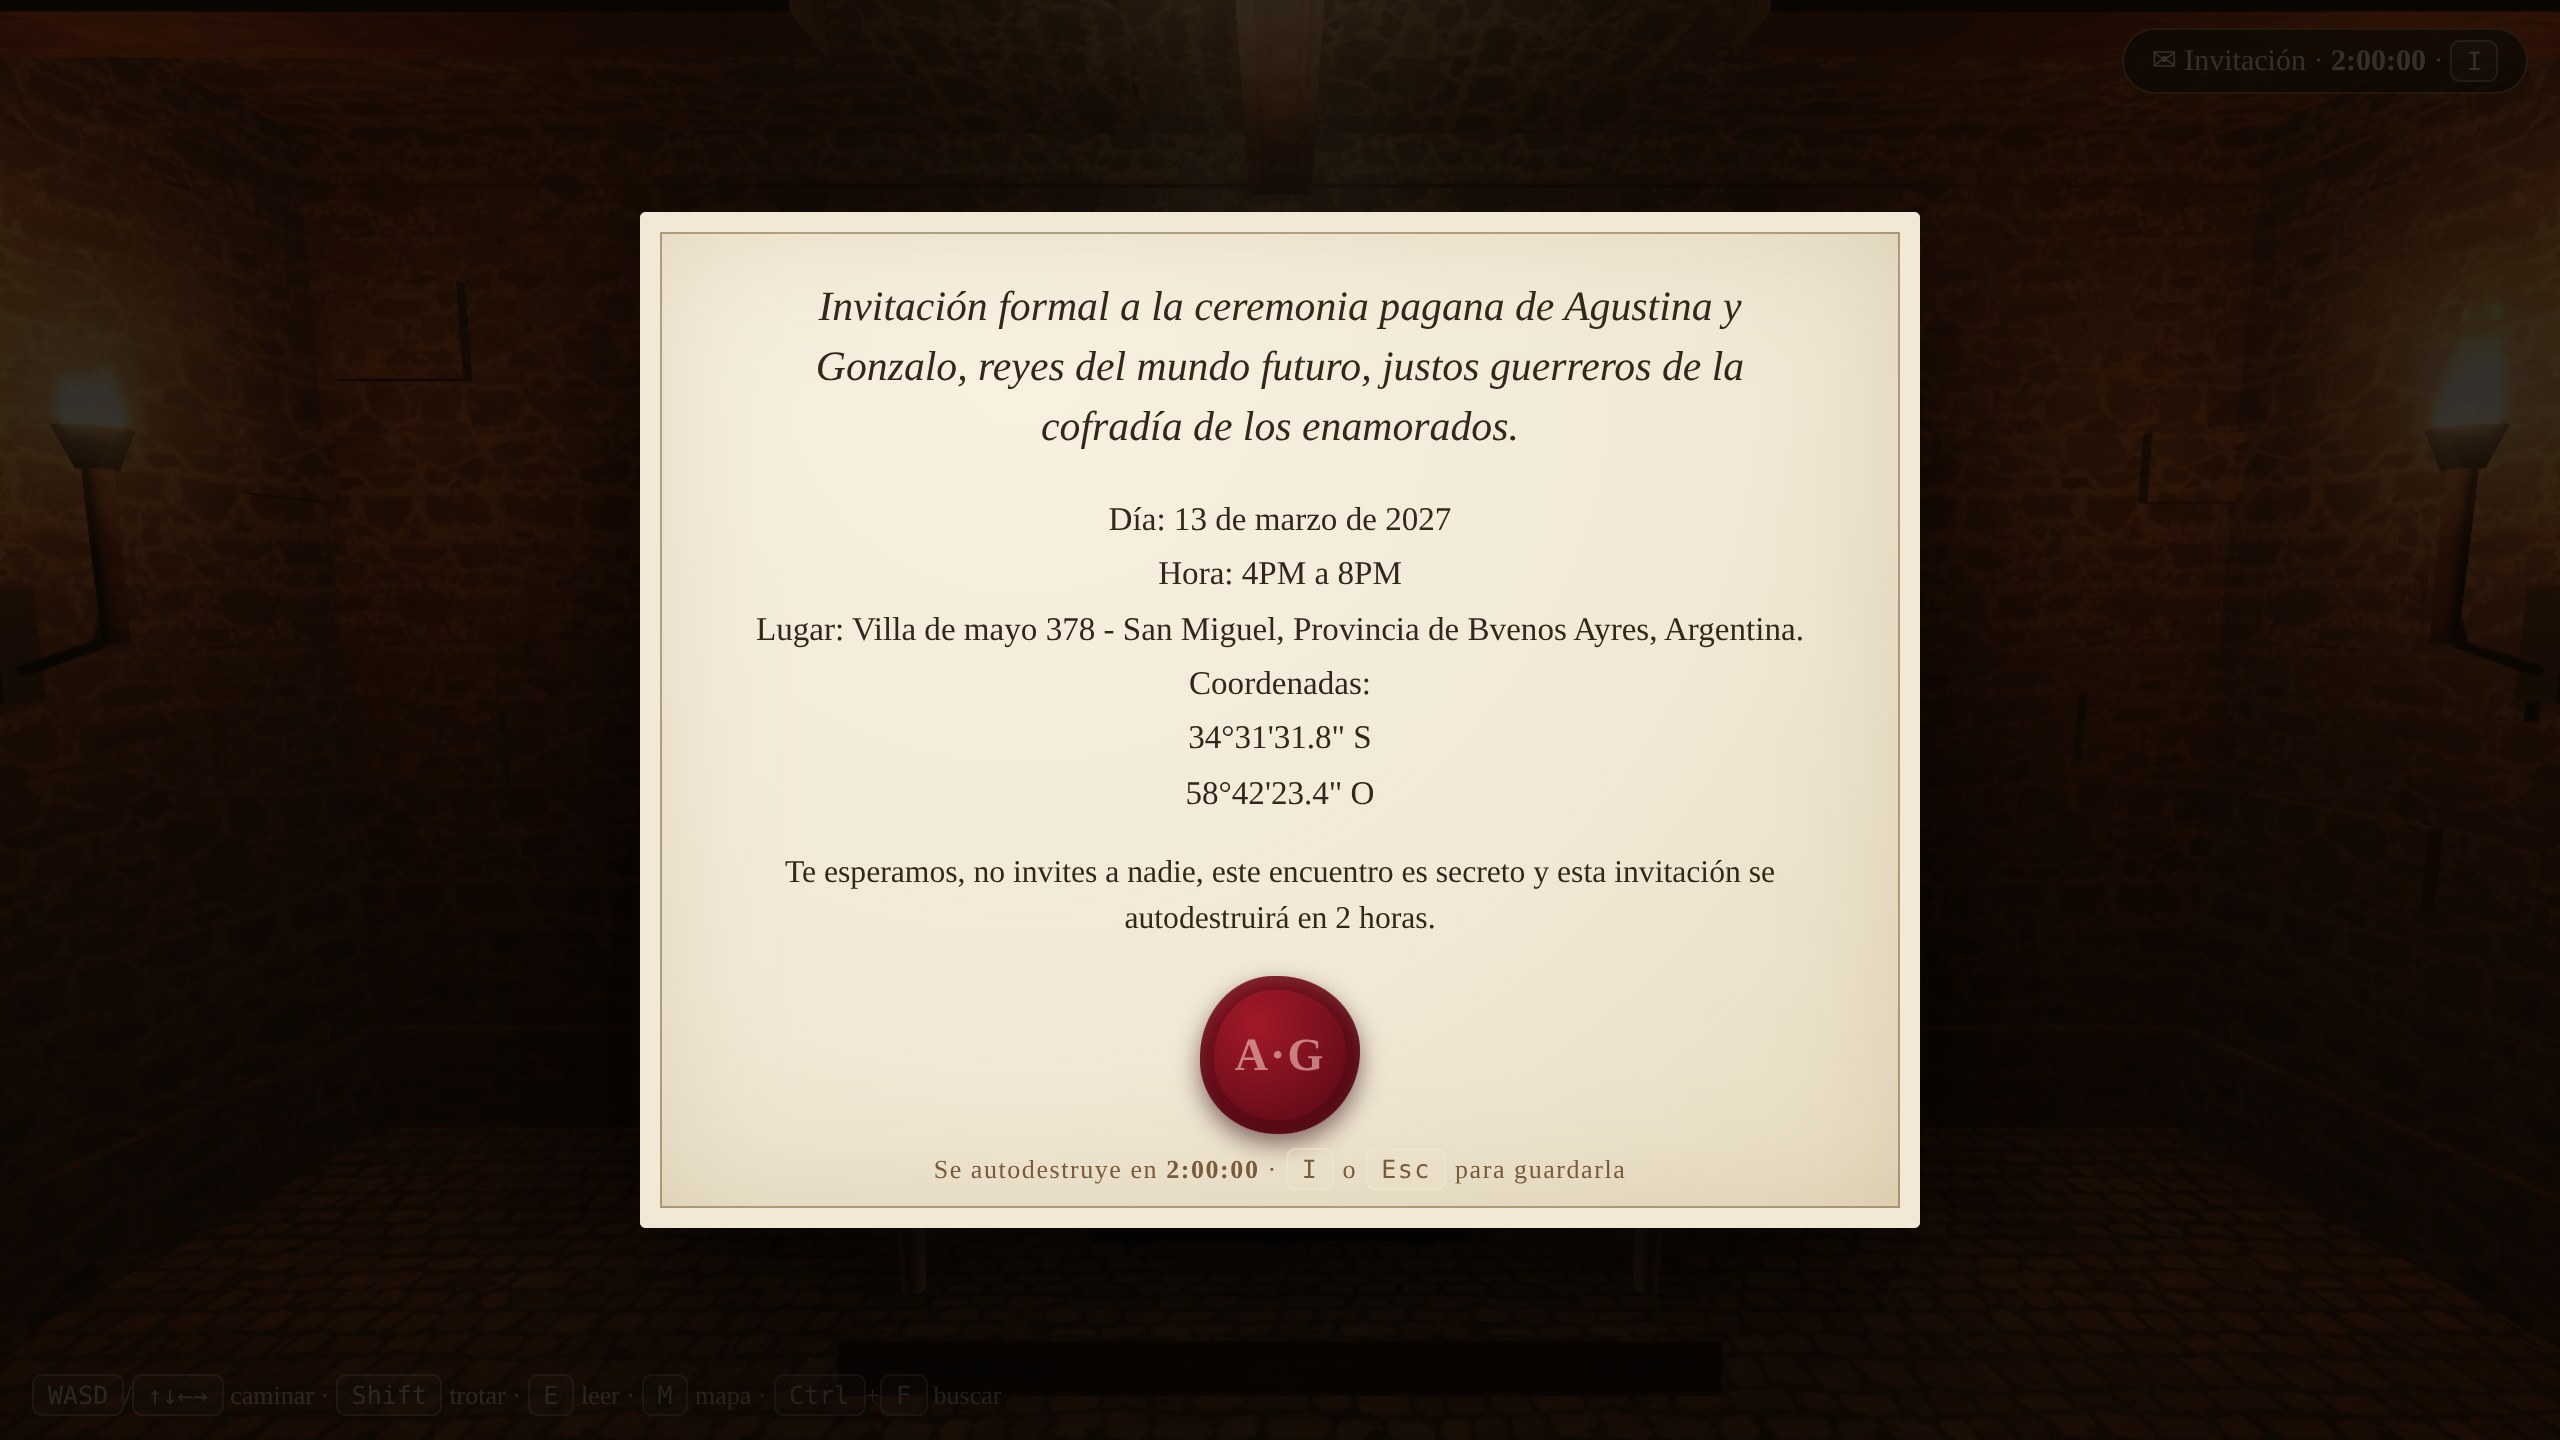 ✉ Invitación · 2:00:00 · I
Invitación formal a la ceremonia pagana de Agustina y
Gonzalo, reyes del mundo futuro, justos guerreros de la
cofradía de los enamorados.
Día: 13 de marzo de 2027
Hora: 4PM a 8PM
Lugar: Villa de mayo 378 - San Miguel, Provincia de Bvenos Ayres, Argentina.
Coordenadas:
34°31'31.8" S
58°42'23.4" O
Te esperamos, no invites a nadie, este encuentro es secreto y esta invitación se
autodestruirá en 2 horas.
A·G
Se autodestruye en 2:00:00 · I o Esc para guardarla
WASD/↑↓←→ caminar · Shift trotar · E leer · M mapa · Ctrl+F buscar